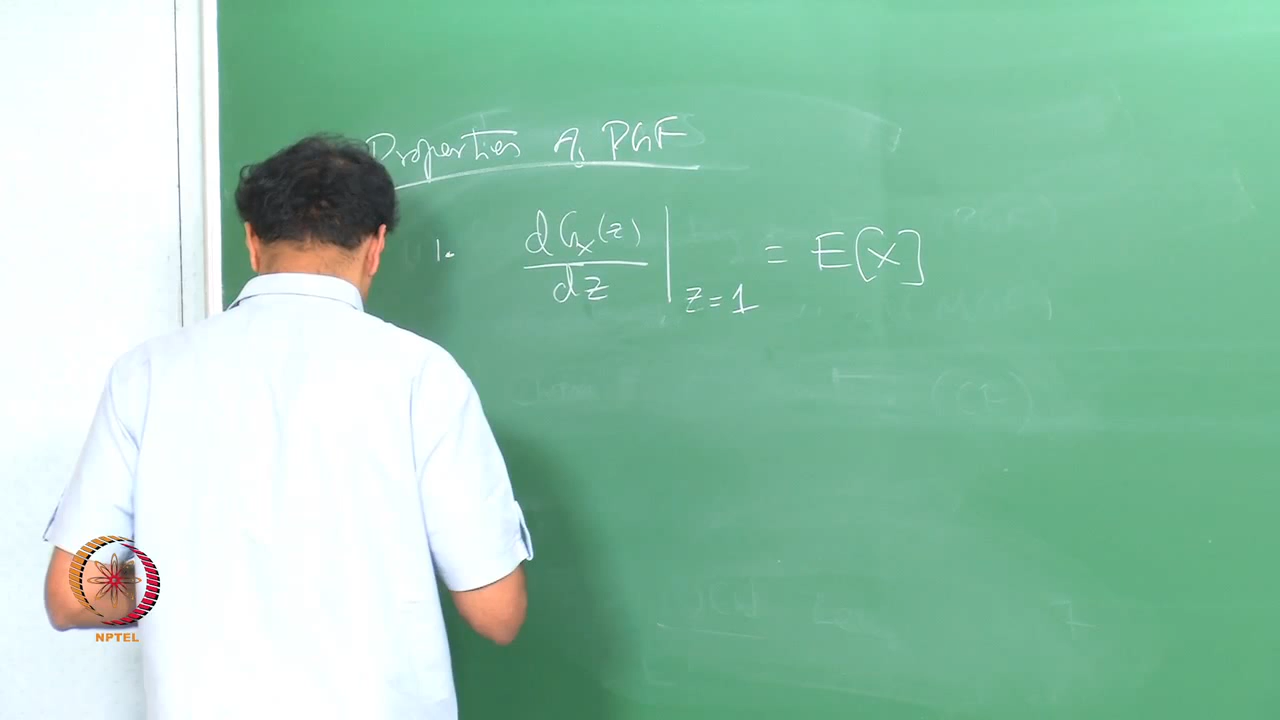 Properties of PGF
1. dG_X(z)/dz |_{z=1} = E[X]
NPTEL